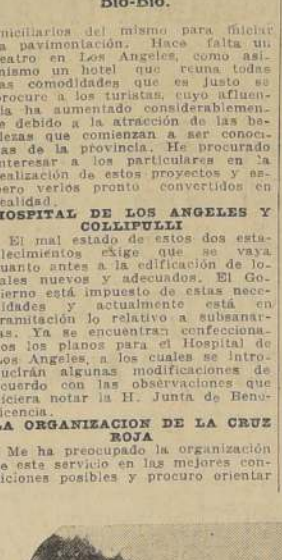 Bío-Bío.
miciliarios del mismo para iniciar
la pavimentación. Hace falta un
teatro en Los Angeles, como asi-
mismo un hotel que reuna todas
las comodidades que es justo se
procure a los turistas, cuyo afluen-
cia ha aumentado considerablemen-
te debido a la atracción de las be-
llezas que comienzan a ser conoci-
das de la provincia. He procurado
interesar a los particulares en la
realización de estos proyectos y es-
pero verlos pronto convertidos en
realidad.
HOSPITAL DE LOS ANGELES Y
COLLIPULLI
El mal estado de estos dos esta-
blecimientos exige que se vaya
cuanto antes a la edificación de lo-
cales nuevos y adecuados. El Go-
bierno está impuesto de estas nece-
sidades y actualmente está en
tramitación lo relativo a subsanar-
las. Ya se encuentran confecciona-
dos los planos para el Hospital de
Los Angeles, a los cuales se intro-
ducirán algunas modificaciones de
acuerdo con las observaciones que
hiciera notar la H. Junta de Bene-
ficencia.
LA ORGANIZACION DE LA CRUZ
ROJA
Me ha preocupado la organización
de este servicio en las mejores con-
diciones posibles y procuro orientar